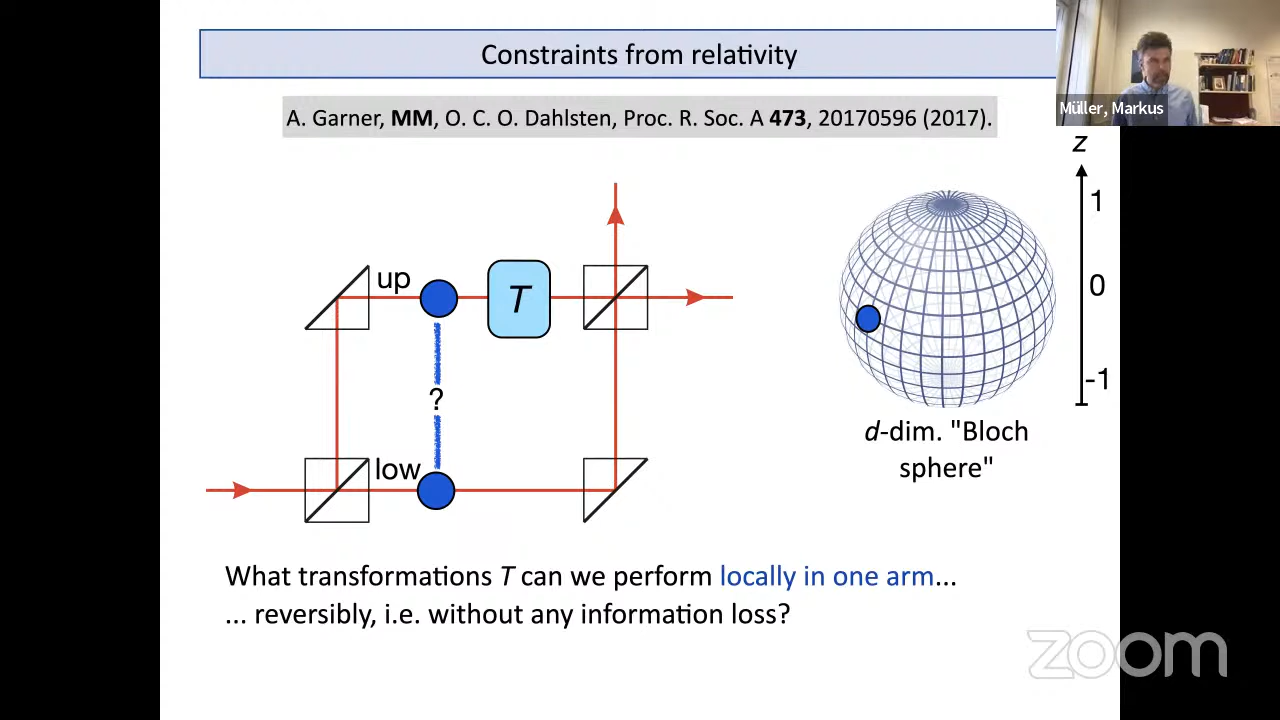 Constraints from relativity
Müller, Markus
A. Garner, MM, O. C. O. Dahlsten, Proc. R. Soc. A 473, 20170596 (2017).
z
1
0
-1
up
T
?
low
d-dim. "Bloch
sphere"
What transformations T can we perform locally in one arm...
... reversibly, i.e. without any information loss?
zoom